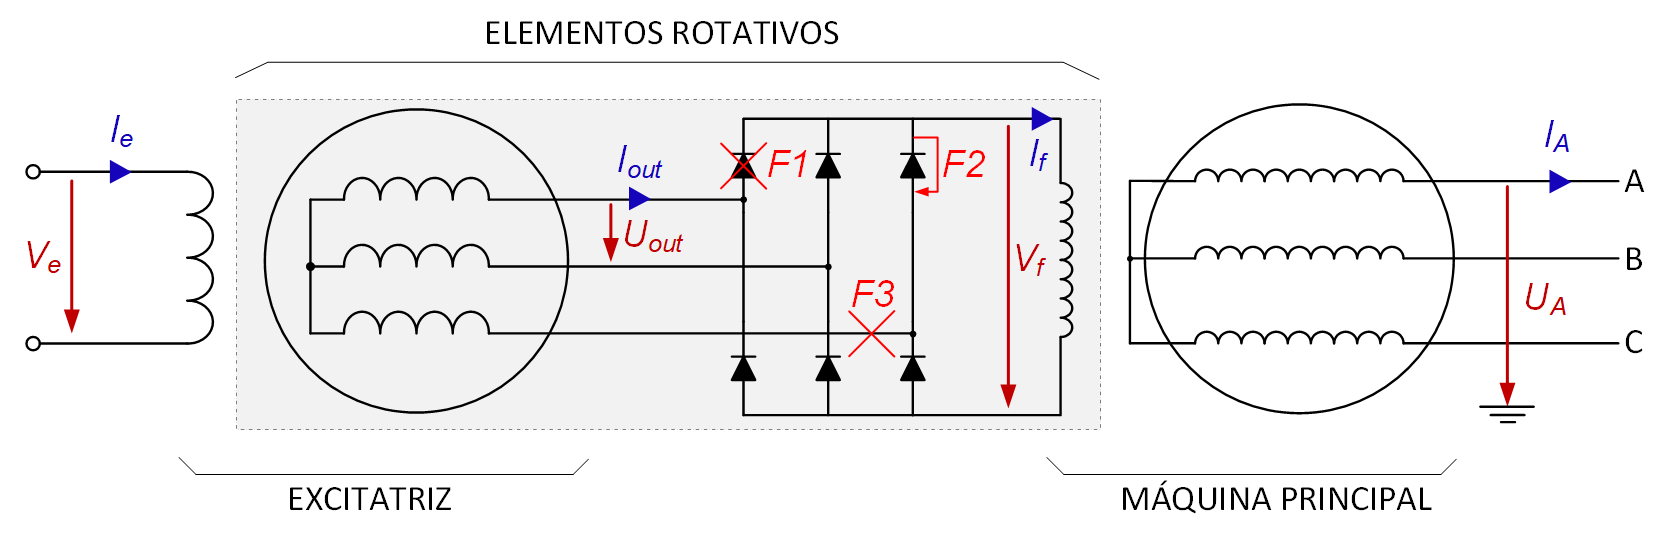 ELEMENTOS ROTATIVOS
Ie
Ve
Iout
Uout
F1
F2
F3
If
Vf
IA
UA
A
B
C
EXCITATRIZ
MÁQUINA PRINCIPAL